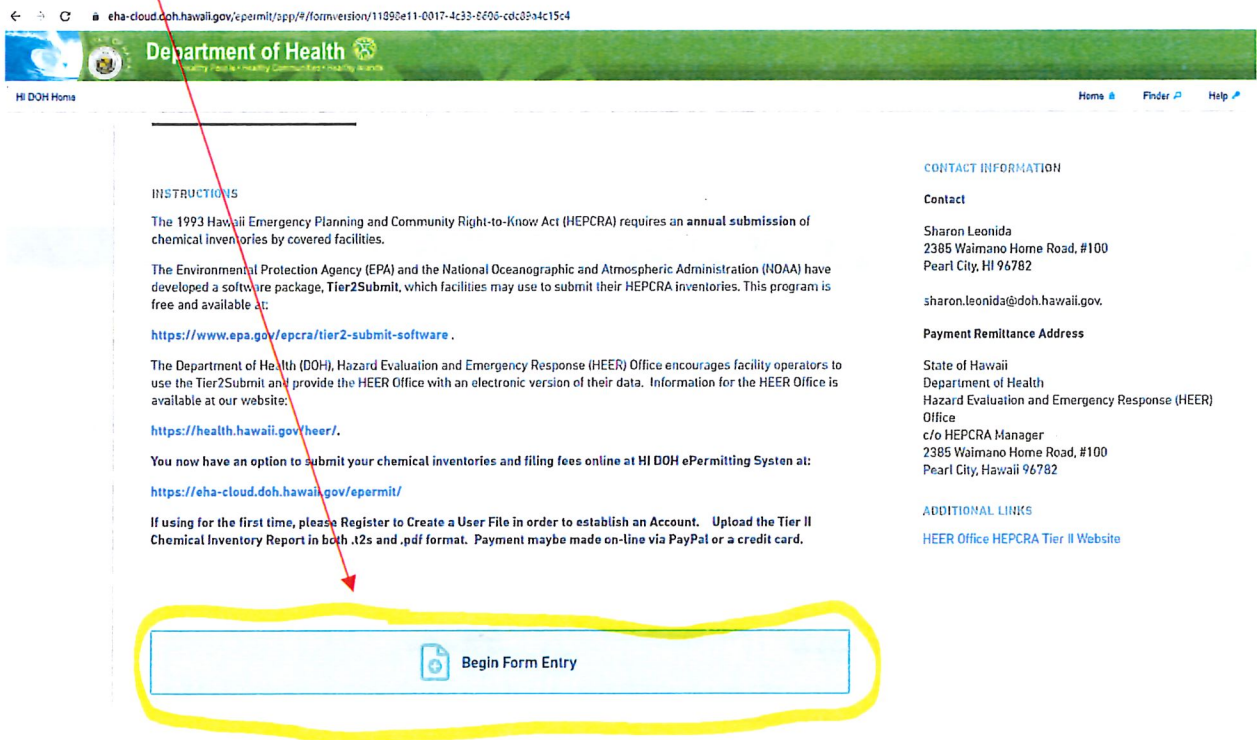 eha-cloud.doh.hawaii.gov/epermit/app/#/formversion/
Department of Health
Healthy People • Healthy Communities • Healthy Islands
HI DOH Home
Home
Finder
Help
INSTRUCTIONS
The 1993 Hawaii Emergency Planning and Community Right-to-Know Act (HEPCRA) requires an annual submission of
chemical inventories by covered facilities.
The Environmental Protection Agency (EPA) and the National Oceanographic and Atmospheric Administration (NOAA) have
developed a software package, Tier2Submit, which facilities may use to submit their HEPCRA inventories. This program is
free and available at:
https://www.epa.gov/epcra/tier2-submit-software .
The Department of Health (DOH), Hazard Evaluation and Emergency Response (HEER) Office encourages facility operators to
use the Tier2Submit and provide the HEER Office with an electronic version of their data. Information for the HEER Office is
available at our website:
https://health.hawaii.gov/heer/.
You now have an option to submit your chemical inventories and filing fees online at HI DOH ePermitting Systen at:
https://eha-cloud.doh.hawaii.gov/epermit/
If using for the first time, please Register to Create a User File in order to establish an Account. Upload the Tier II
Chemical Inventory Report in both .t2s and .pdf format. Payment maybe made on-line via PayPal or a credit card.
Begin Form Entry
CONTACT INFORMATION
Contact
Sharon Leonida
2385 Waimano Home Road, #100
Pearl City, HI 96782
sharon.leonida@doh.hawaii.gov.
Payment Remittance Address
State of Hawaii
Department of Health
Hazard Evaluation and Emergency Response (HEER)
Office
c/o HEPCRA Manager
2385 Waimano Home Road, #100
Pearl City, Hawaii 96782
ADDITIONAL LINKS
HEER Office HEPCRA Tier II Website